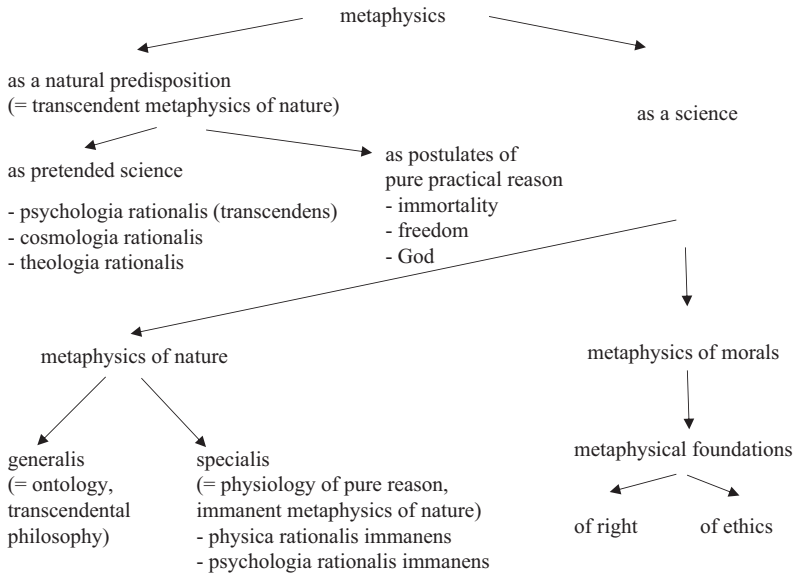 metaphysics
as a natural predisposition
(= transcendent metaphysics of nature)
as a science
as pretended science
- psychologia rationalis (transcendens)
- cosmologia rationalis
- theologia rationalis
as postulates of
pure practical reason
- immortality
- freedom
- God
metaphysics of nature
metaphysics of morals
generalis
(= ontology,
transcendental
philosophy)
specialis
(= physiology of pure reason,
immanent metaphysics of nature)
- physica rationalis immanens
- psychologia rationalis immanens
metaphysical foundations
of right
of ethics